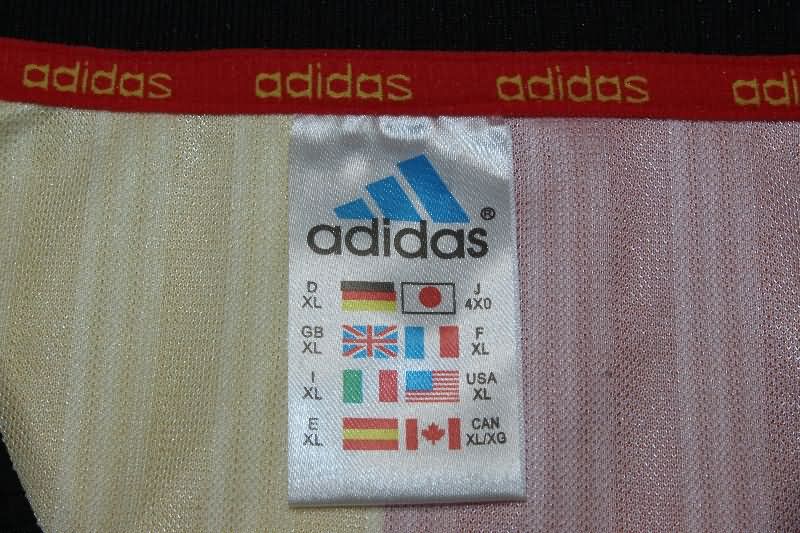 adidas adidas adidas adi
adidas®
D XL J 4X0
GB XL F XL
I XL USA XL
E XL CAN XL/XG